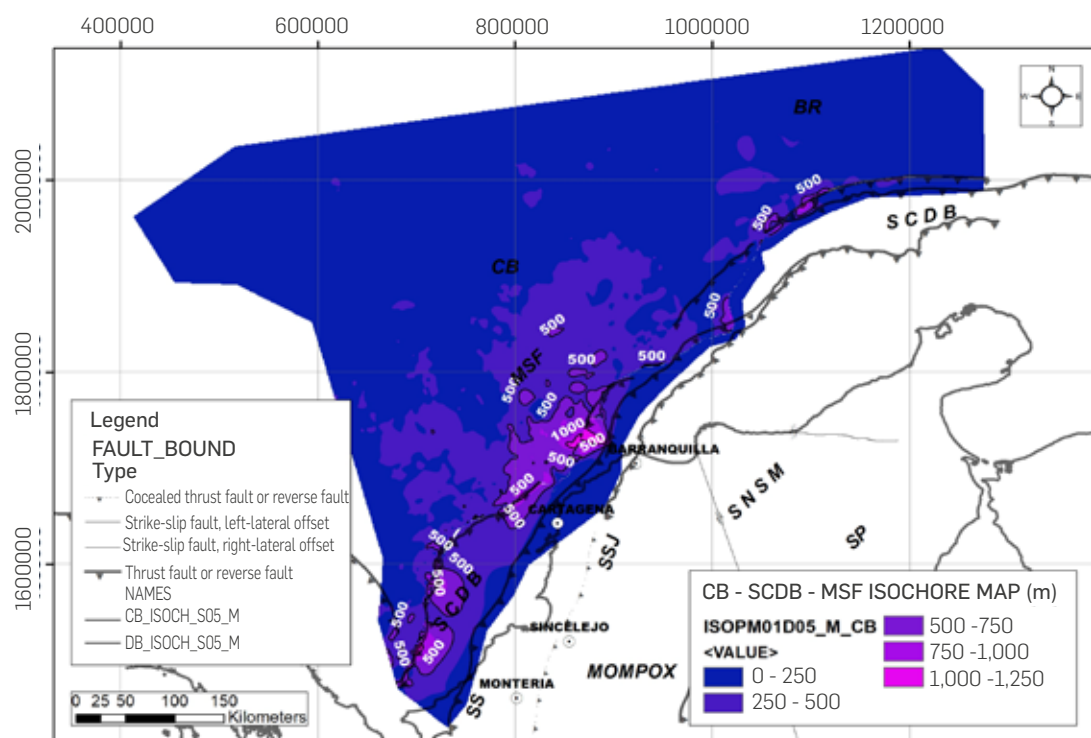 400000 600000 800000 10000000 12000000
N
W E
S
BR
2000000
500
500
SCDB
CB
500
500
MSF
500
500
1800000
500
1000
500
500
BARRANQUILLA
500
500
CARTAGENA
SNSM
SP
SSJ
500
500
500
1600000
SCDB
500
500
500
SINCELEJO
MOMPOX
MONTERIA
SS
Legend
FAULT_BOUND
Type
Cocealed thrust fault or reverse fault
Strike-slip fault, left-lateral offset
Strike-slip fault, right-lateral offset
Thrust fault or reverse fault
NAMES
CB_ISOCH_S05_M
DB_ISOCH_S05_M
0 25 50 100 150
Kilometers
CB - SCDB - MSF ISOCHORE MAP (m)
ISOPM01D05_M_CB
<VALUE>
0 - 250
250 - 500
500 -750
750 -1,000
1,000 -1,250